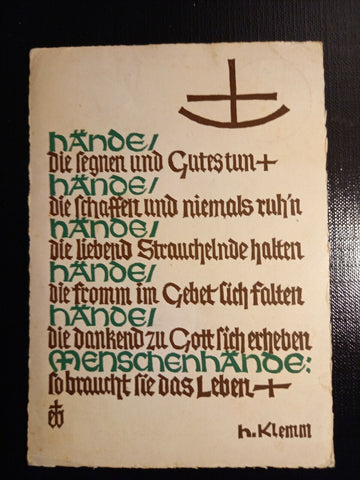 Hände/
die segnen und Gutes tun +
Hände/
die schaffen und niemals ruh'n
Hände/
die liebend Strauchelnde halten
Hände/
die fromm im Gebet sich falten
Hände/
die dankend zu Gott sich erheben
Menschenhände:
so braucht sie das Leben +
h. Klemm